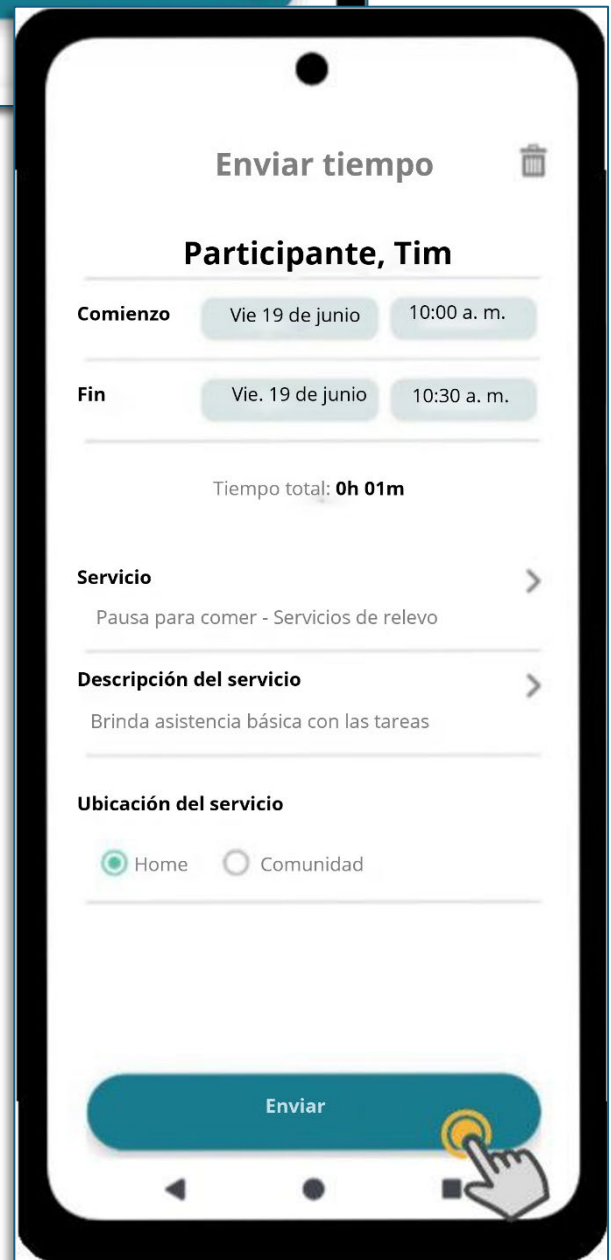 Enviar tiempo
Participante, Tim
Comienzo Vie 19 de junio 10:00 a. m.
Fin Vie. 19 de junio 10:30 a. m.
Tiempo total: 0h 01m
Servicio
Pausa para comer - Servicios de relevo
Descripción del servicio
Brinda asistencia básica con las tareas
Ubicación del servicio
Home Comunidad
Enviar